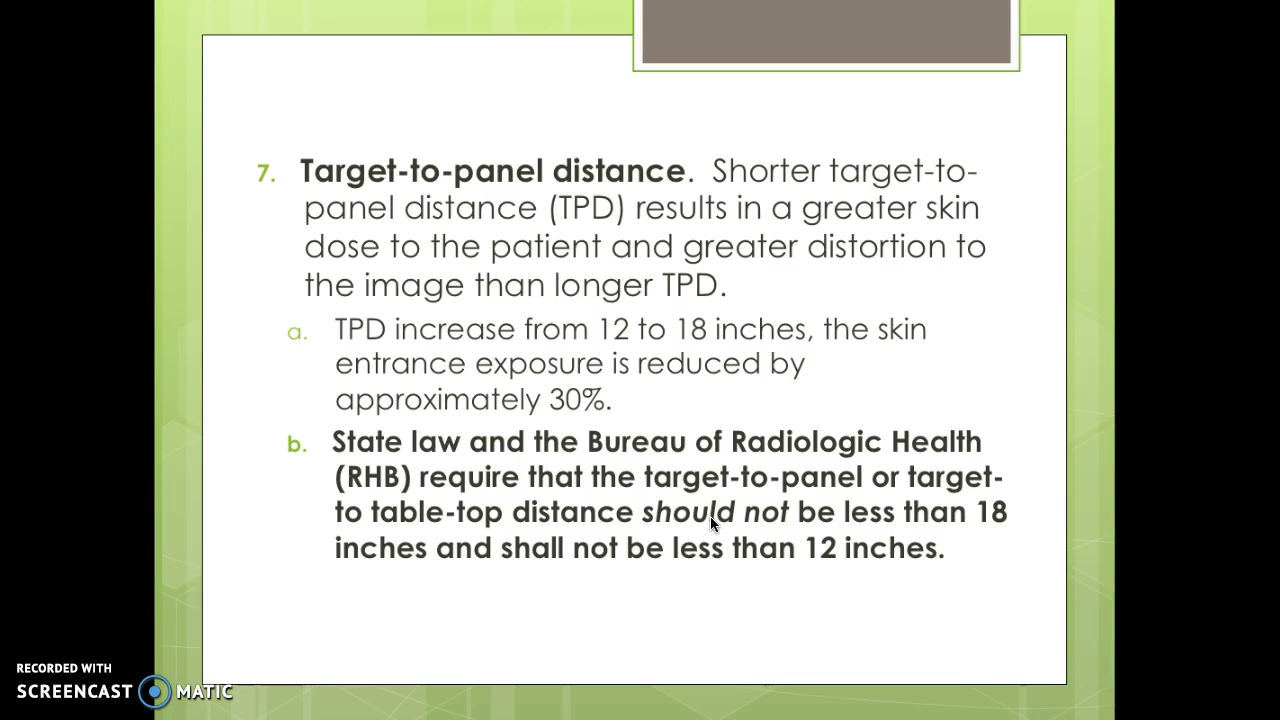 7. Target-to-panel distance. Shorter target-to-
panel distance (TPD) results in a greater skin
dose to the patient and greater distortion to
the image than longer TPD.
a. TPD increase from 12 to 18 inches, the skin
entrance exposure is reduced by
approximately 30%.
b. State law and the Bureau of Radiologic Health
(RHB) require that the target-to-panel or target-
to table-top distance should not be less than 18
inches and shall not be less than 12 inches.
RECORDED WITH
SCREENCAST MATIC